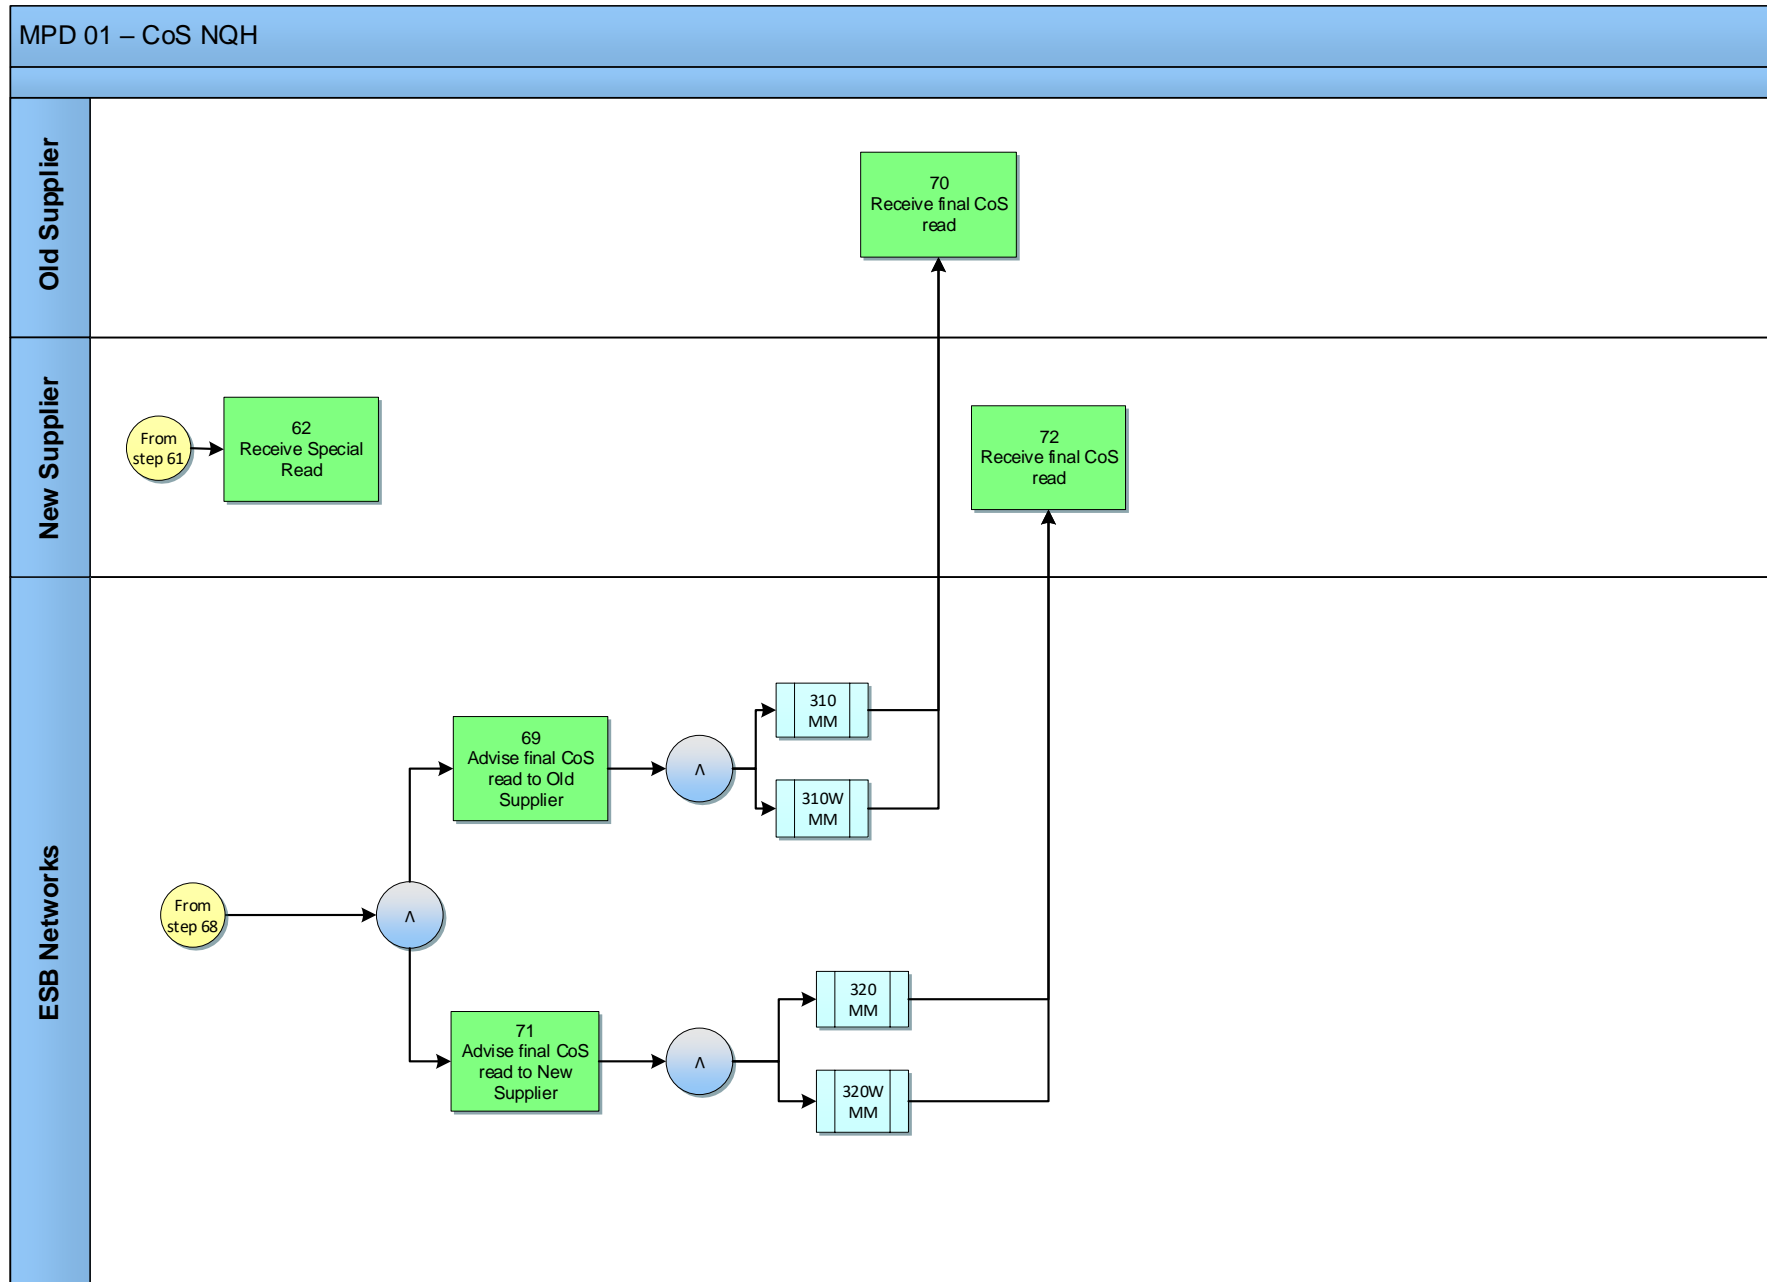 MPD 01 – CoS NQH
Old Supplier
70
Receive final CoS
read
New Supplier
From
step 61
62
Receive Special
Read
72
Receive final CoS
read
ESB Networks
310
MM
69
Advise final CoS
read to Old
Supplier
Λ
310W
MM
From
step 68
Λ
320
MM
71
Advise final CoS
read to New
Supplier
Λ
320W
MM